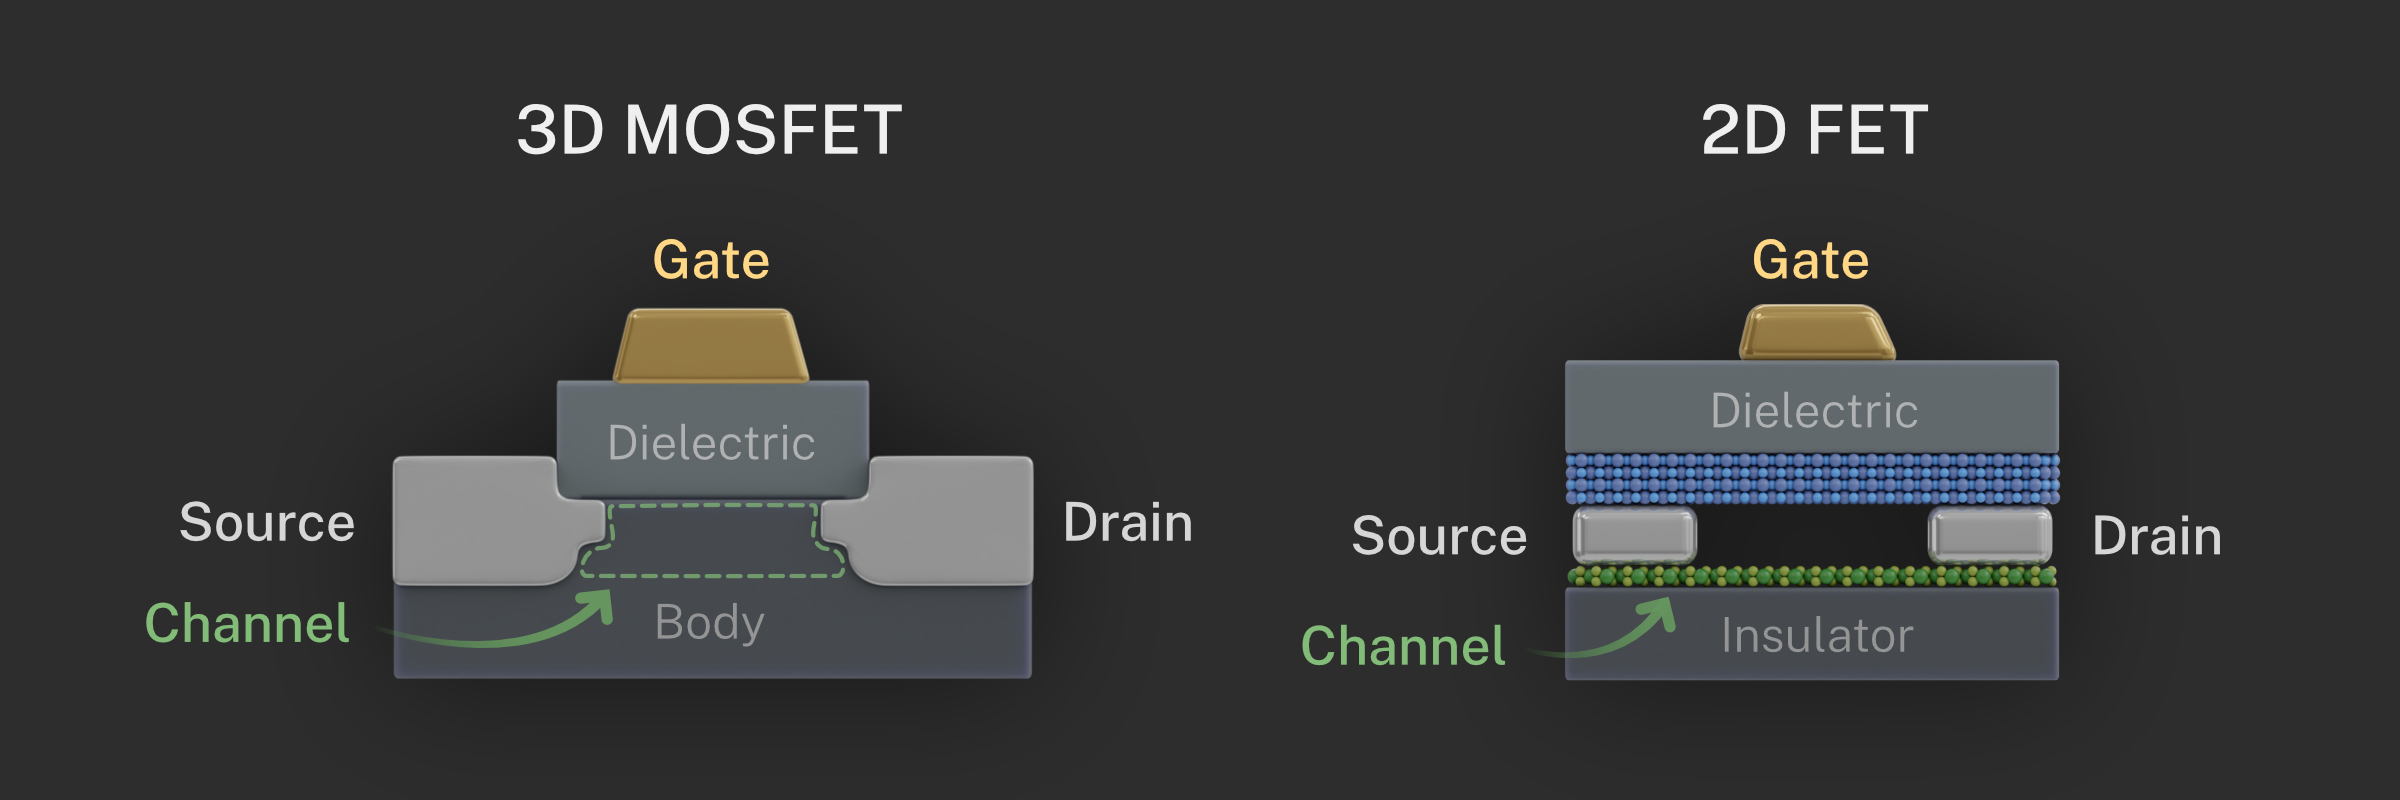 3D MOSFET
Gate
Dielectric
Source
Drain
Channel
Body
2D FET
Gate
Dielectric
Source
Drain
Channel
Insulator